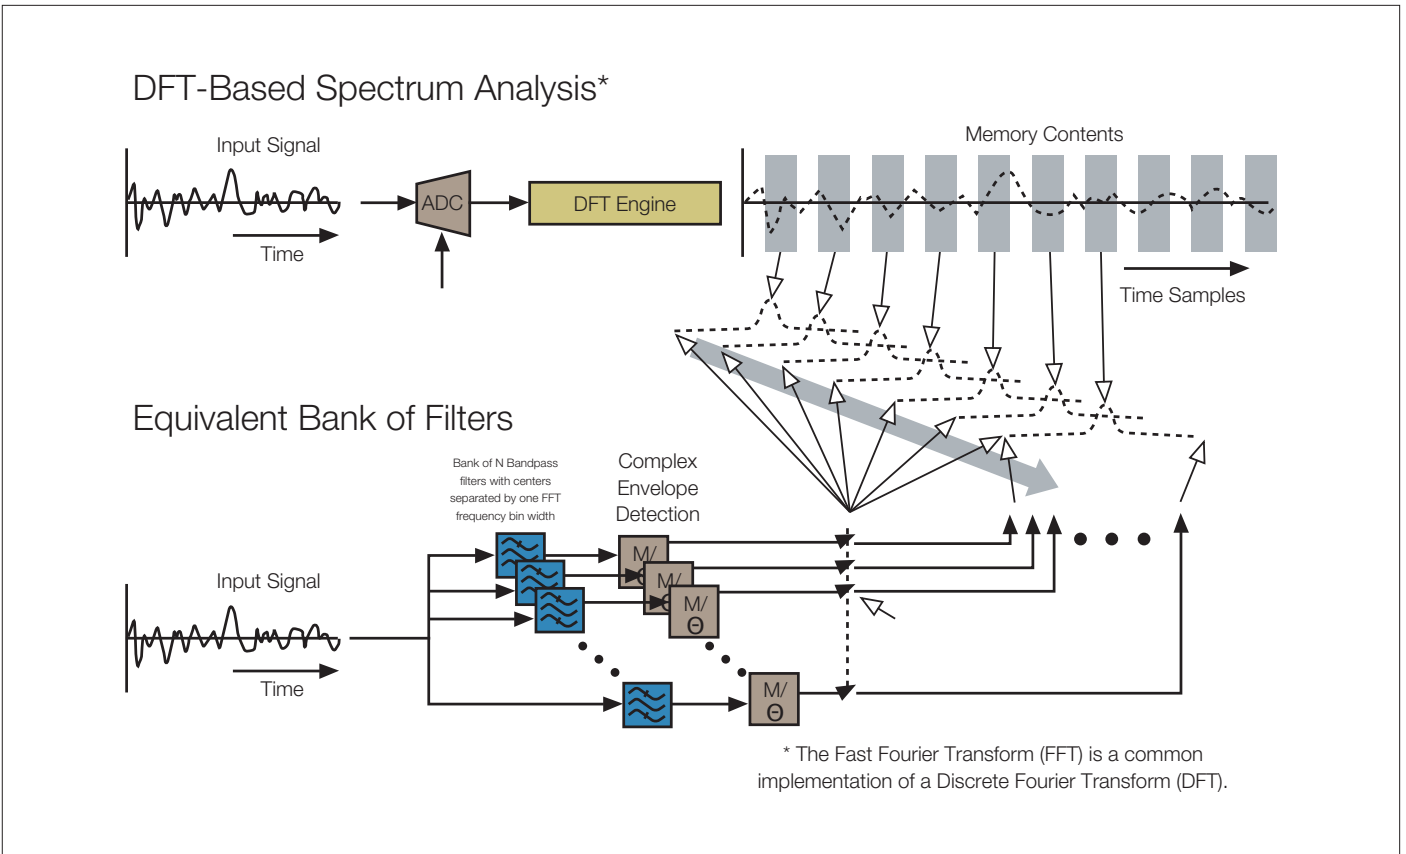 DFT-Based Spectrum Analysis*
Input Signal
Memory Contents
ADC
DFT Engine
Time
Time Samples
Equivalent Bank of Filters
Bank of N Bandpass
filters with centers
separated by one FFT
frequency bin width
Complex
Envelope
Detection
M/
Θ
M/
Θ
M/
Θ
Input Signal
Time
M/
Θ
* The Fast Fourier Transform (FFT) is a common
implementation of a Discrete Fourier Transform (DFT).